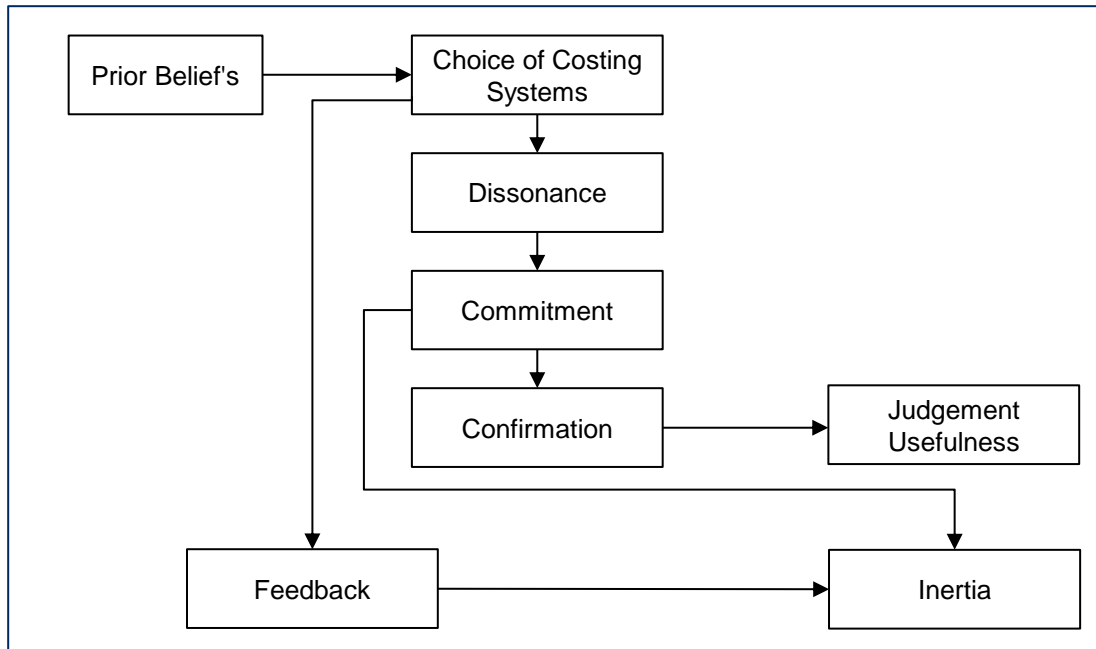 Prior Belief's
Choice of Costing
Systems
Dissonance
Commitment
Confirmation
Judgement
Usefulness
Feedback
Inertia